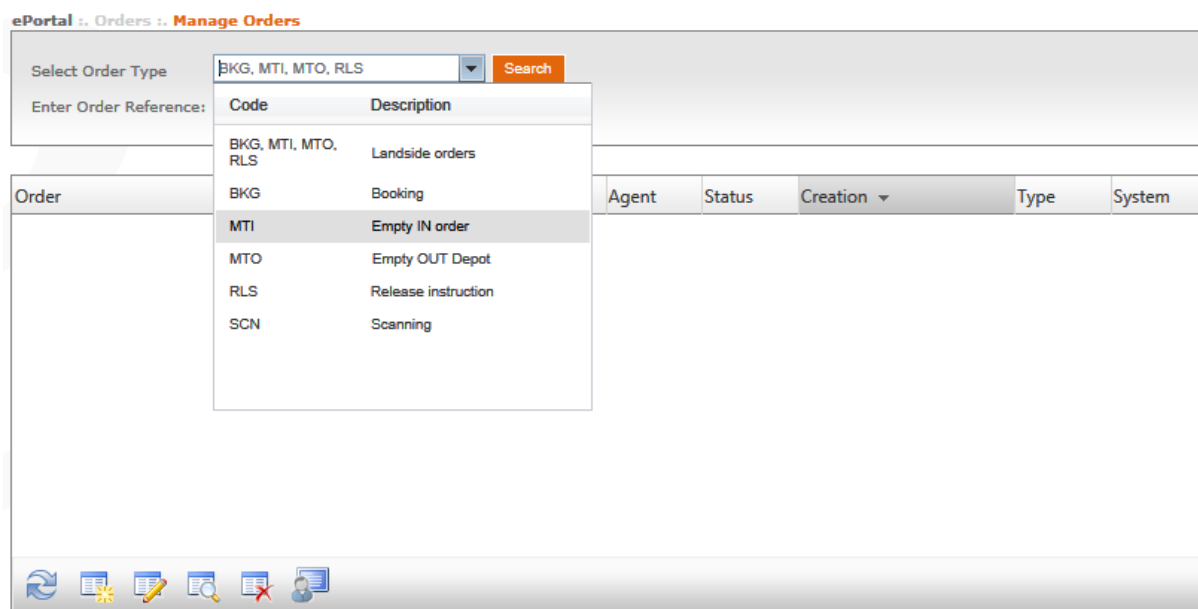 ePortal :. Orders :. Manage Orders
Select Order Type BKG, MTI, MTO, RLS Search
Enter Order Reference:
Code Description
BKG, MTI, MTO,
RLS Landside orders
BKG Booking
MTI Empty IN order
MTO Empty OUT Depot
RLS Release instruction
SCN Scanning
Order Agent Status Creation Type System